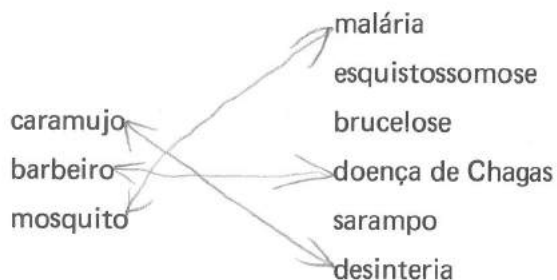 malária
esquistossomose
caramujo
brucelose
barbeiro
doença de Chagas
mosquito
sarampo
desinteria